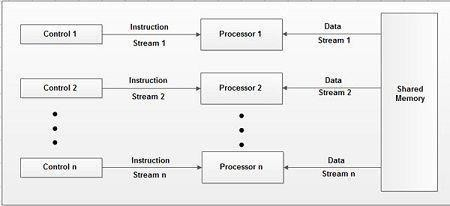 Control 1
Instruction
Stream 1
Processor 1
Data
Stream 1
Control 2
Instruction
Stream 2
Processor 2
Data
Stream 2
Shared
Memory
Control n
Instruction
Stream n
Processor n
Data
Stream n